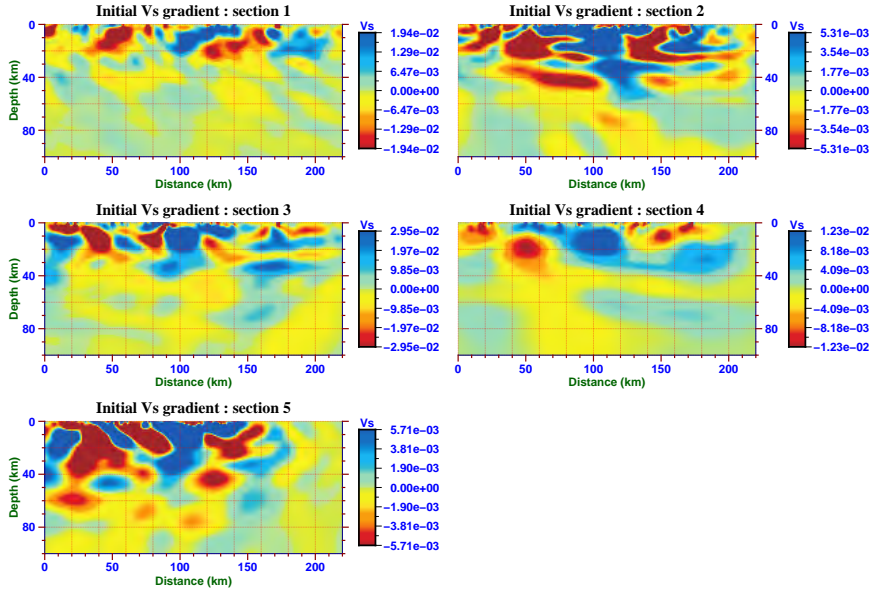 Initial Vs gradient : section 1
Vs
1.94e−02
1.29e−02
6.47e−03
0.00e+00
−6.47e−03
−1.29e−02
−1.94e−02
0
40
80
Depth (km)
0 50 100 150 200
Distance (km)
Initial Vs gradient : section 2
Vs
5.31e−03
3.54e−03
1.77e−03
0.00e+00
−1.77e−03
−3.54e−03
−5.31e−03
0
40
80
0 50 100 150 200
Distance (km)
Initial Vs gradient : section 3
Vs
2.95e−02
1.97e−02
9.85e−03
0.00e+00
−9.85e−03
−1.97e−02
−2.95e−02
0
40
80
Depth (km)
0 50 100 150 200
Distance (km)
Initial Vs gradient : section 4
Vs
1.23e−02
8.18e−03
4.09e−03
0.00e+00
−4.09e−03
−8.18e−03
−1.23e−02
0
40
80
0 50 100 150 200
Distance (km)
Initial Vs gradient : section 5
Vs
5.71e−03
3.81e−03
1.90e−03
0.00e+00
−1.90e−03
−3.81e−03
−5.71e−03
0
40
80
Depth (km)
0 50 100 150 200
Distance (km)